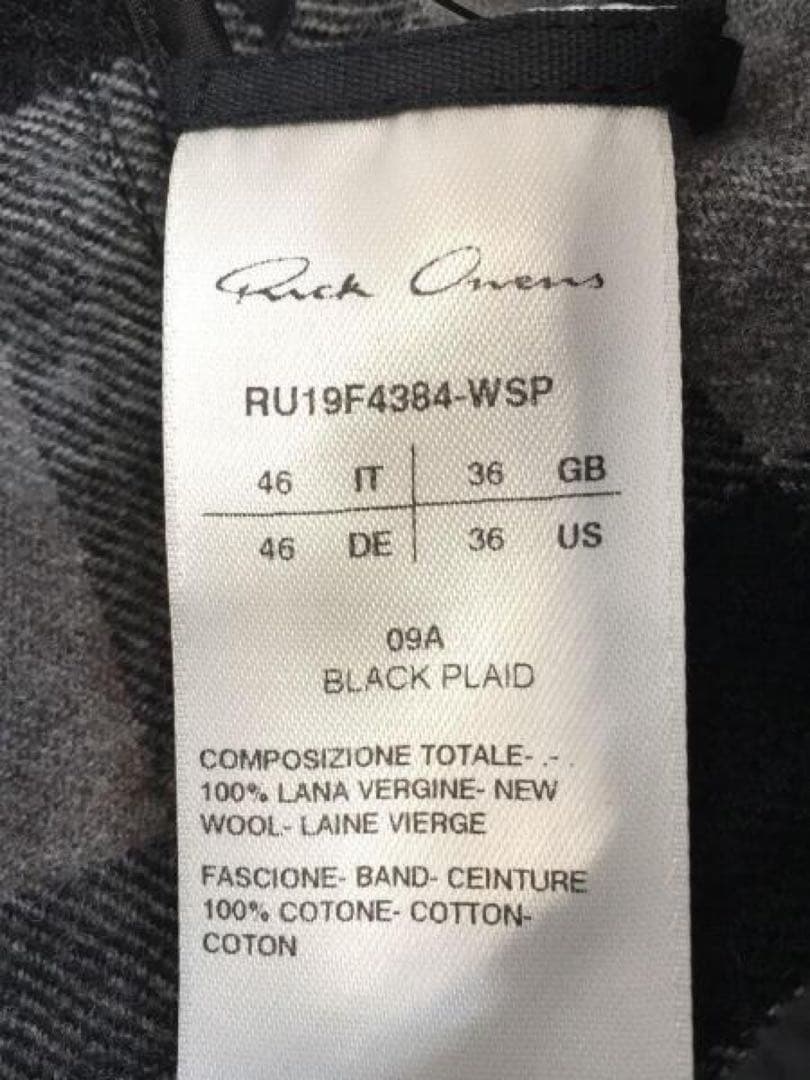 Rick Owens
RU19F4384-WSP
46 IT 36 GB
46 DE 36 US
09A
BLACK PLAID
COMPOSIZIONE TOTALE- .- .
100% LANA VERGINE- NEW
WOOL- LAINE VIERGE
FASCIONE- BAND- CEINTURE
100% COTONE- COTTON-
COTON